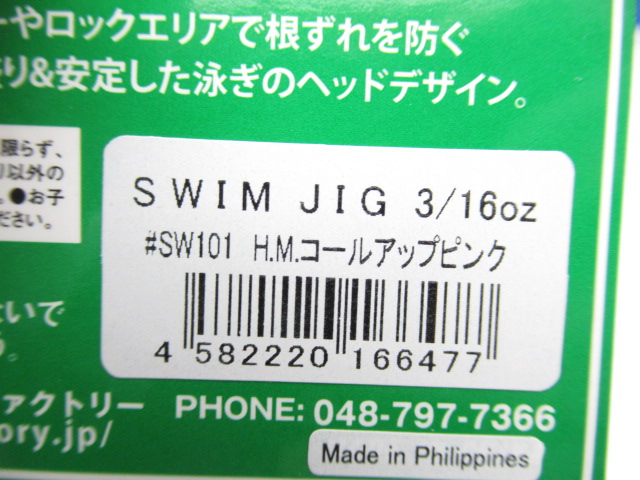 ーやロックエリアで根ずれを防ぐ
り&安定した泳ぎのヘッドデザイン。
限らず、
り以外の
。●お子
ださい。
SWIM JIG 3/16oz
#SW101 H.M.コールアップピンク
4 582220 166477
ないで
う。
ァクトリー
ory.jp/
PHONE: 048-797-7366
Made in Philippines